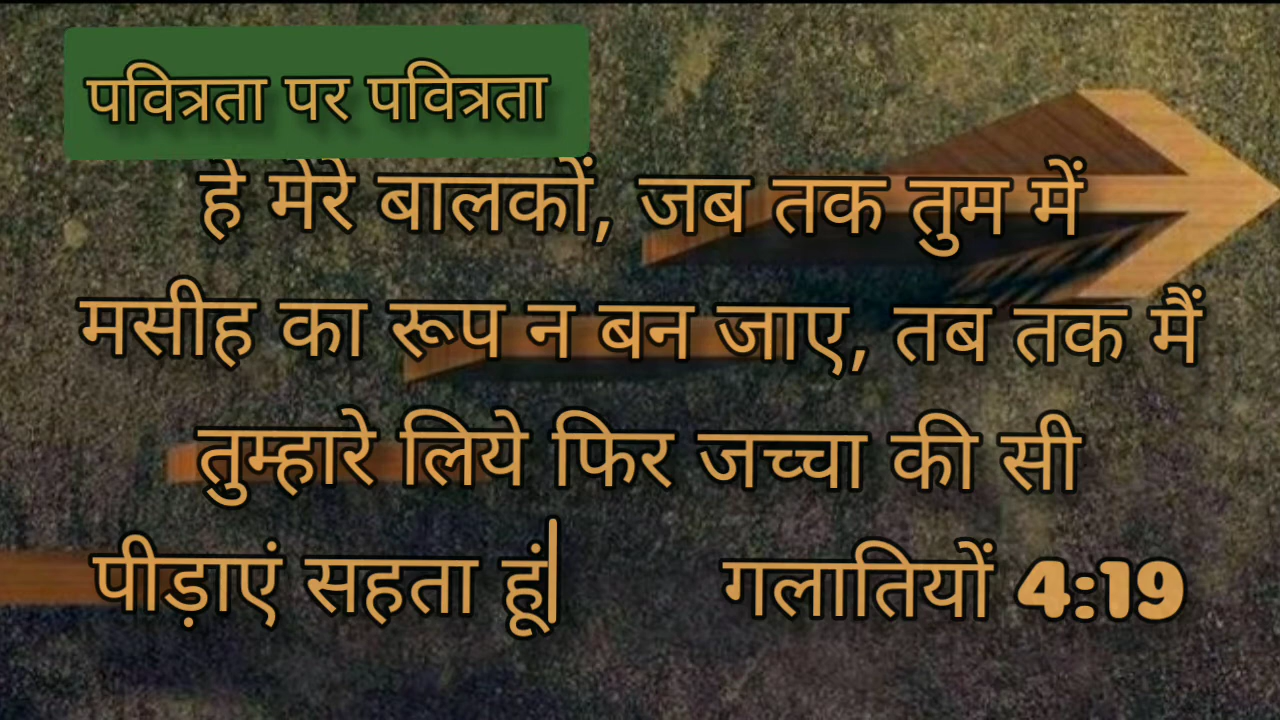 पवित्रता पर पवित्रता
हे मेरे बालकों, जब तक तुम में
मसीह का रूप न बन जाए, तब तक मैं
तुम्हारे लिये फिर जच्चा की सी
पीड़ाएं सहता हूं| गलातियों 4:19